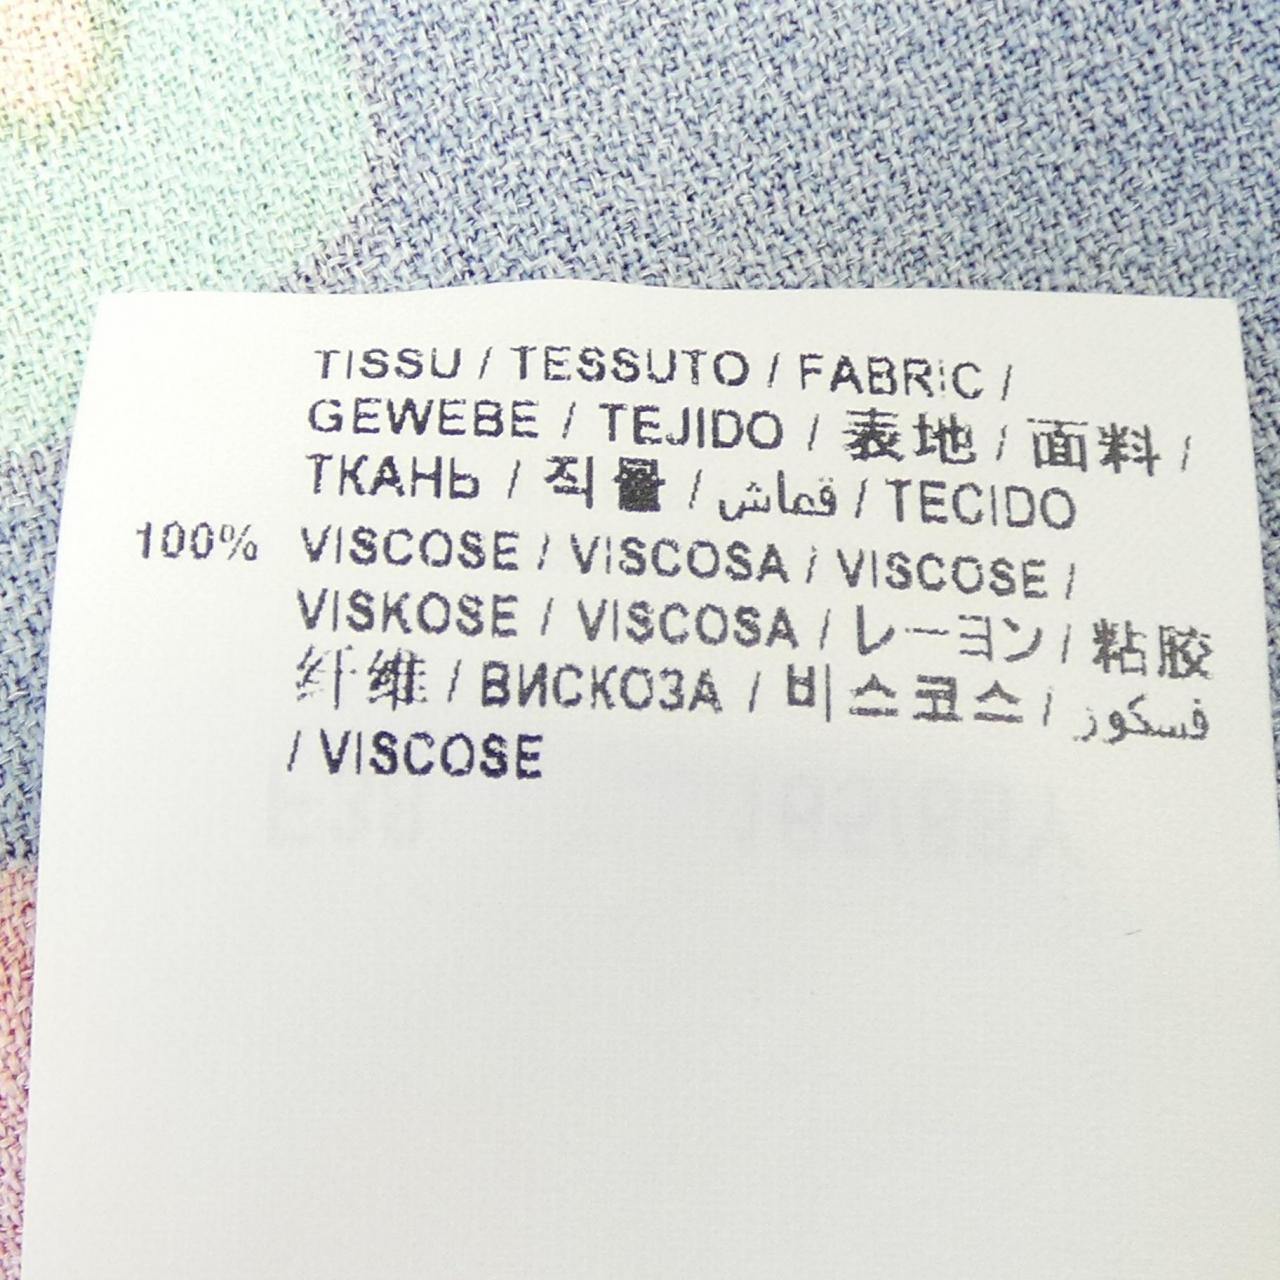 TISSU / TESSUTO / FABRIC /
GEWEBE / TEJIDO / 表地 / 面料 /
ТКАНЬ / 직물 / قماش / TECIDO
100% VISCOSE / VISCOSA / VISCOSE /
VISKOSE / VISCOSA / レーヨン / 粘胶
纤维 / ВИСКОЗА / 비스코스 / فسكوز
/ VISCOSE